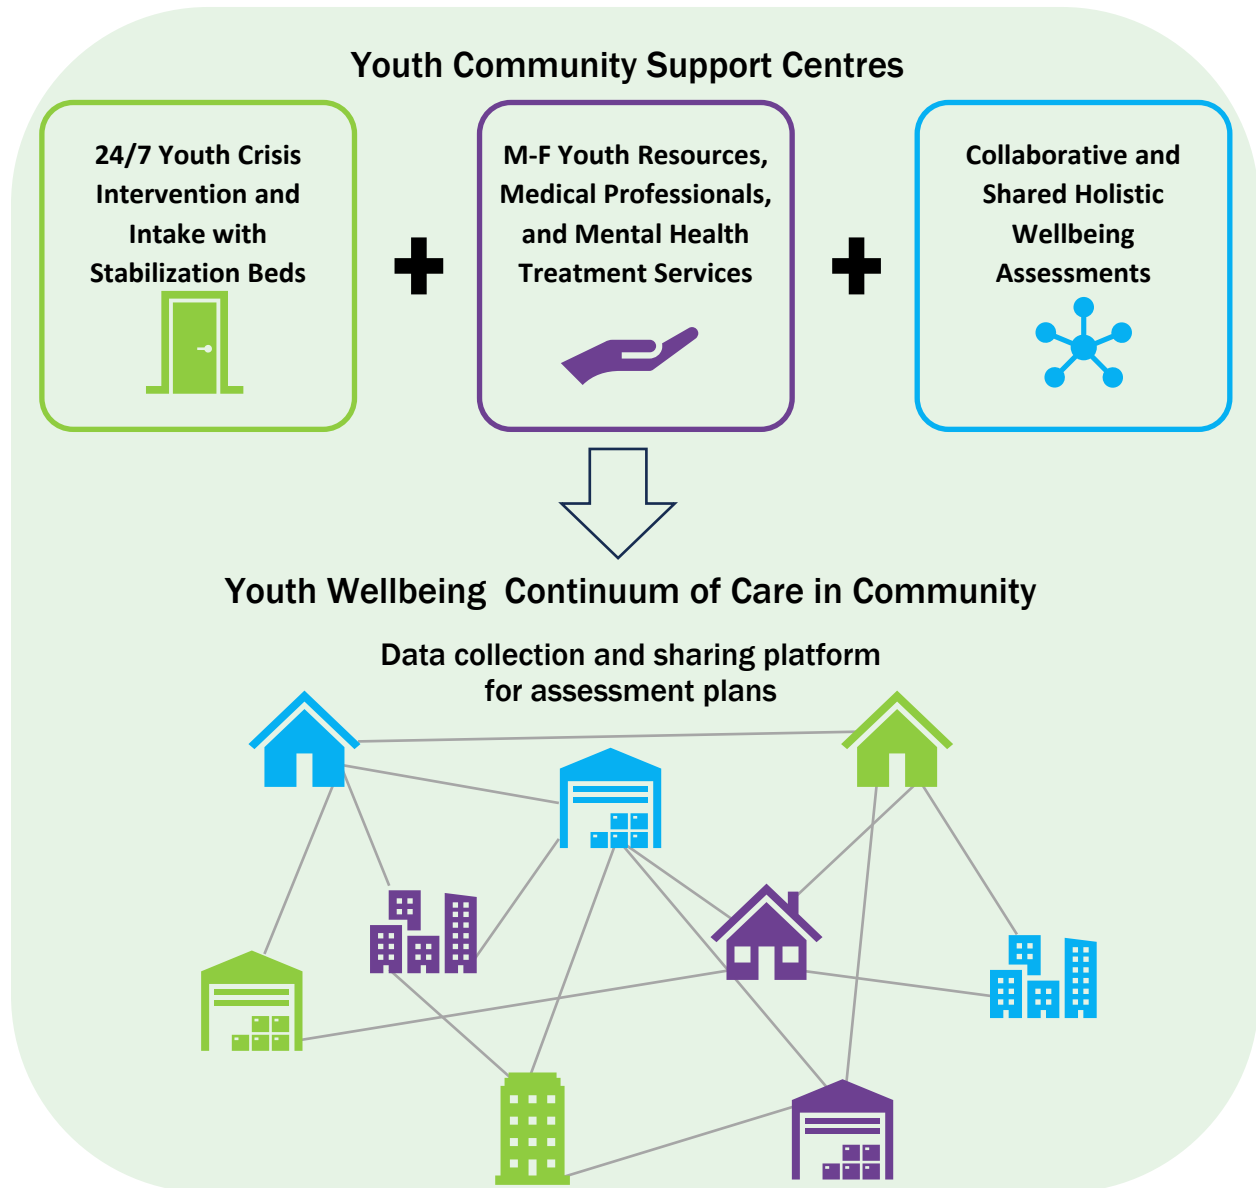 Youth Community Support Centres
24/7 Youth Crisis
Intervention and
Intake with
Stabilization Beds
M-F Youth Resources,
Medical Professionals,
and Mental Health
Treatment Services
Collaborative and
Shared Holistic
Wellbeing
Assessments
Youth Wellbeing  Continuum of Care in Community
Data collection and sharing platform
for assessment plans